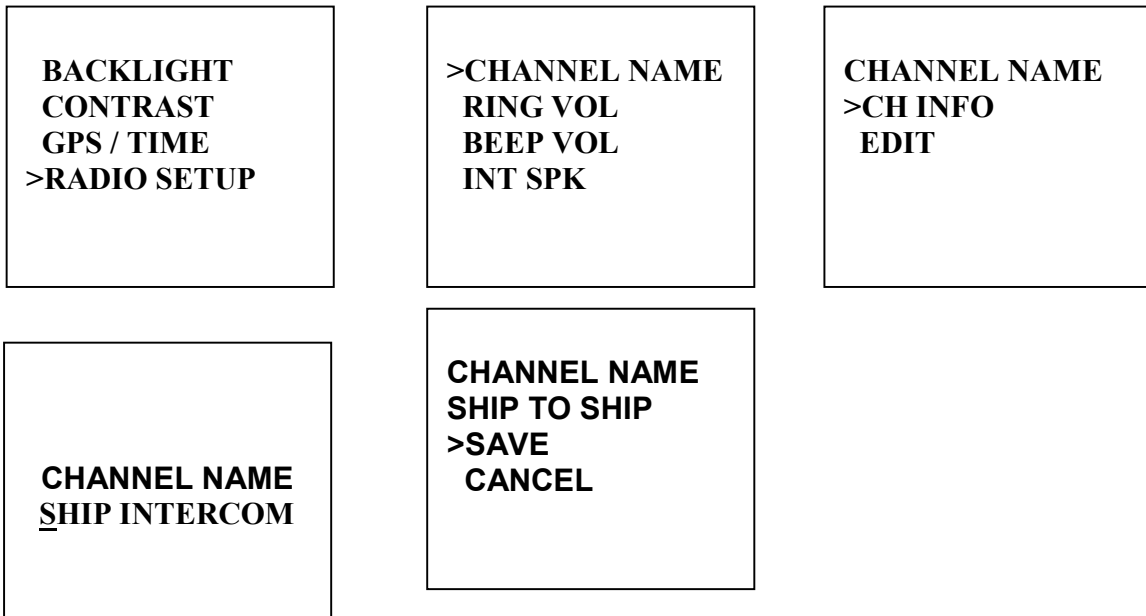 BACKLIGHT
CONTRAST
GPS / TIME
>RADIO SETUP
>CHANNEL NAME
RING VOL
BEEP VOL
INT SPK
CHANNEL NAME
>CH INFO
EDIT
CHANNEL NAME
SHIP INTERCOM
CHANNEL NAME
SHIP TO SHIP
>SAVE
CANCEL